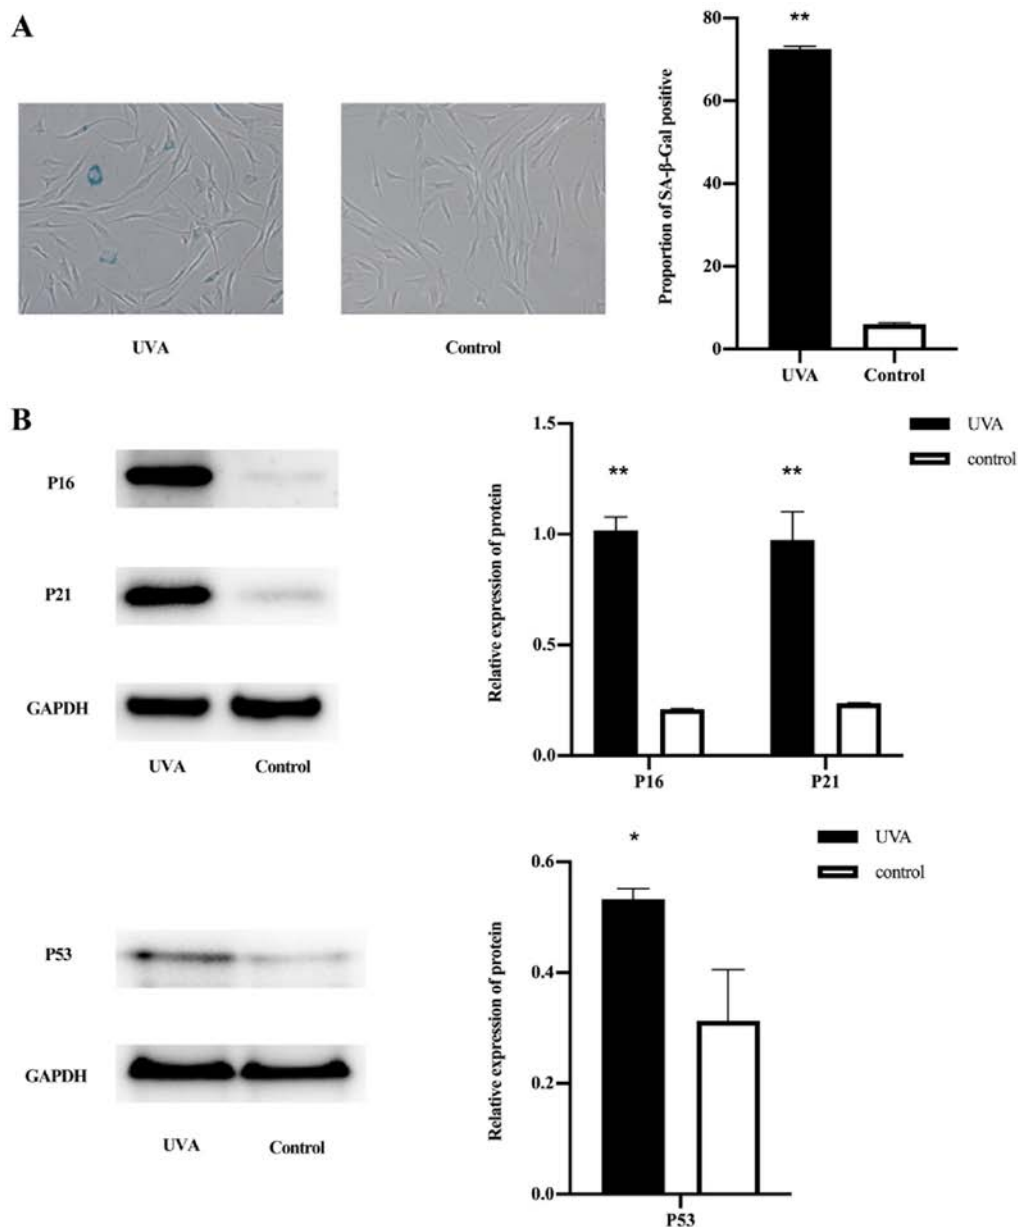 A
UVA
Control
Proportion of SA-β-Gal positive
80
60
40
20
0
**
UVA
Control
B
P16
P21
GAPDH
UVA
Control
Relative expression of protein
1.5
1.0
0.5
0.0
**
**
P16
P21
UVA
control
P53
GAPDH
UVA
Control
Relative expression of protein
0.6
0.4
0.2
0.0
*
P53
UVA
control